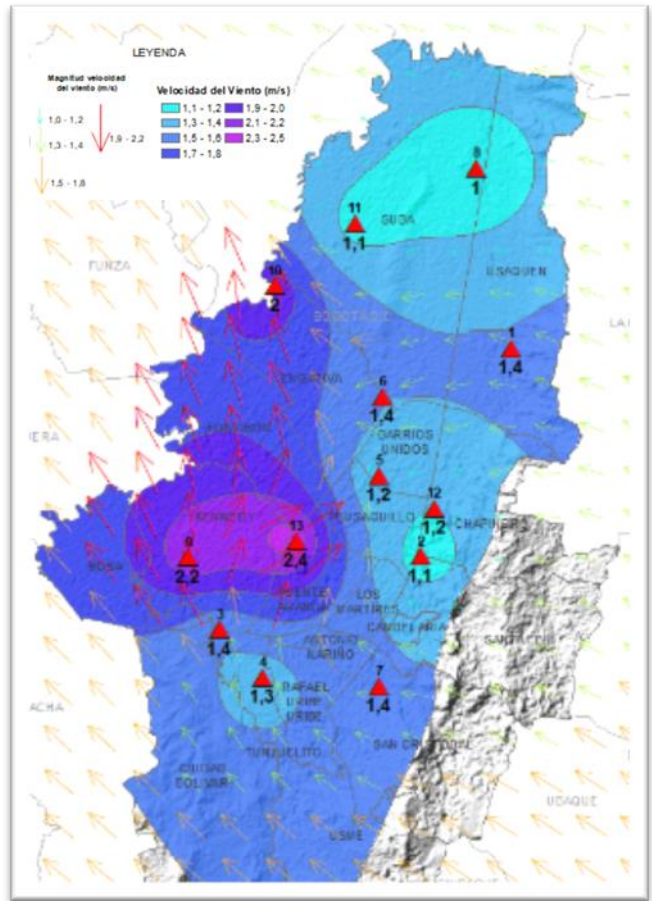 LEYENDA
Magnitud velocidad
del viento (m/s)
1,0 - 1,2
1,3 - 1,4
1,5 - 1,8
1,9 - 2,2
Velocidad del Viento (m/s)
1,1 - 1,2
1,3 - 1,4
1,5 - 1,6
1,7 - 1,8
1,9 - 2,0
2,1 - 2,2
2,3 - 2,5
8
1
11
SUBA
1,1
FUNZA
USAQUEN
10
2
1
1,4
6
1,4
BARRIOS
UNIDOS
5
1,2
12
1,2
CHAPINERO
KENNEDY
TEUSAQUILLO
13
2,4
2
1,1
9
2,2
BOSA
PUENTE
ARANDA
LOS
MARTIRES
CANDELARIA
3
1,4
ANTONIO
NARIÑO
4
1,3
RAFAEL
URIBE
URIBE
7
1,4
SAN CRISTOBAL
TUNJUELITO
CIUDAD
BOLIVAR
USME
UBAQUE